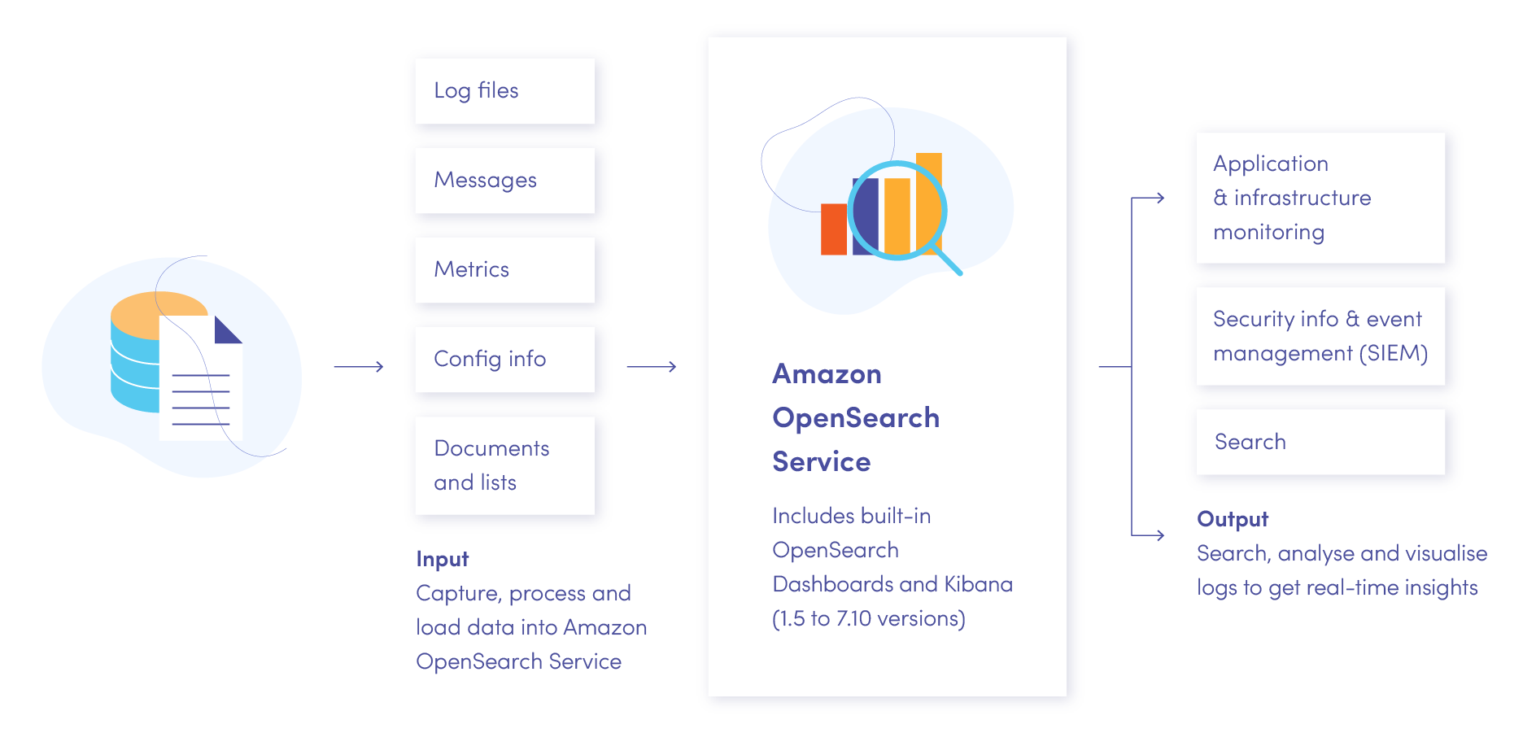 Log files
Messages
Metrics
Config info
Documents
and lists
Input
Capture, process and
load data into Amazon
OpenSearch Service
Amazon
OpenSearch
Service
Includes built-in
OpenSearch
Dashboards and Kibana
(1.5 to 7.10 versions)
Application
& infrastructure
monitoring
Security info & event
management (SIEM)
Search
Output
Search, analyse and visualise
logs to get real-time insights